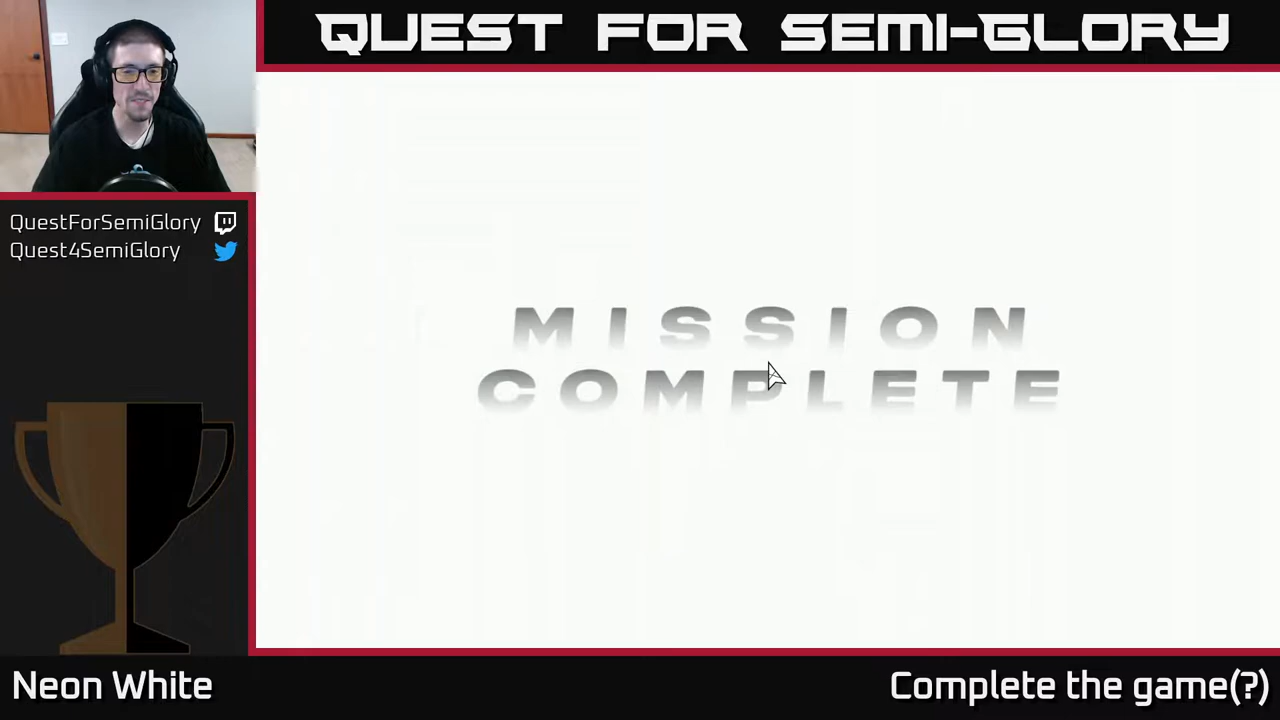 QUEST FOR SEMI-GLORY
QuestForSemiGlory
Quest4SemiGlory
MISSION
COMPLETE
Neon White
Complete the game(?)